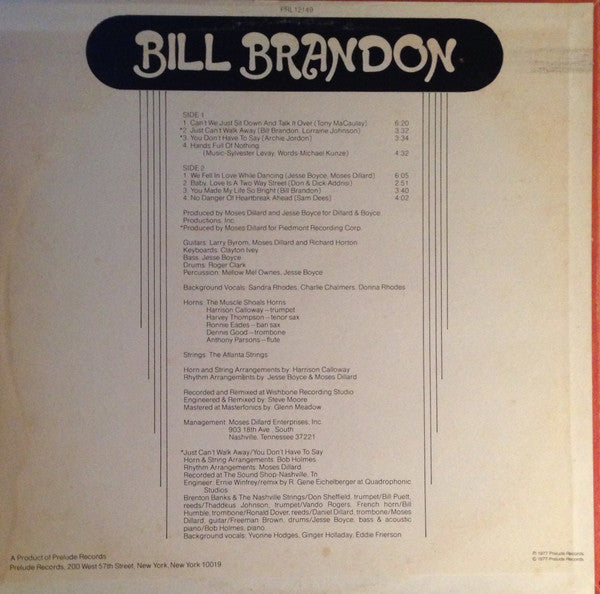 PRL 12149
BILL BRANDON
SIDE 1
1. Can't We Just Sit Down And Talk It Over (Tony MaCaulay) 6:20
*2. Just Can't Walk Away (Bill Brandon, Lorraine Johnson) 3:32
*3. You Don't Have To Say (Archie Jordon) 3:34
4. Hands Full Of Nothing
(Music-Sylvester Levay, Words-Michael Kunze) 4:32
SIDE 2
1. We Fell In Love While Dancing (Jesse Boyce, Moses Dillard) 6:05
2. Baby, Love Is A Two Way Street (Don & Dick-Addrisi) 2:51
3. You Made My Life So Bright (Bill Brandon) 3:40
4. No Danger Of Heartbreak Ahead (Sam Dees) 4:02
Produced by Moses Dillard and Jesse Boyce for Dillard & Boyce
Productions, Inc.
*Produced by Moses Dillard for Piedmont Recording Corp.
Guitars: Larry Byrom, Moses Dillard and Richard Horton
Keyboards: Clayton Ivey
Bass: Jesse Boyce
Drums: Roger Clark
Percussion: Mellow Mel Ownes, Jesse Boyce
Background Vocals: Sandra Rhodes, Charlie Chalmers, Donna Rhodes
Horns: The Muscle Shoals Horns
Harrison Calloway—trumpet
Harvey Thompson—tenor sax
Ronnie Eades—bari sax
Dennis Good—trombone
Anthony Parsons—flute
Strings: The Atlanta Strings
Horn and String Arrangements by: Harrison Calloway
Rhythm Arrangements by: Jesse Boyce & Moses Dillard
Recorded and Remixed at Wishbone Recording Studio
Engineered & Remixed by: Steve Moore
Mastered at Masterfonics by: Glenn Meadow
Management: Moses Dillard Enterprises, Inc.
903 18th Ave. South
Nashville, Tennessee 37221
*Just Can't Walk Away/You Don't Have To Say
Horn & String Arrangements: Bob Holmes
Rhythm Arrangements: Moses Dillard
Recorded at The Sound Shop-Nashville, Tn
Engineer: Ernie Winfrey/remix by R. Gene Eichelberger at Quadrophonic
Studios
Brenton Banks & The Nashville Strings/Don Sheffield, trumpet/Bill Puett,
reeds/Thaddeus Johnson, trumpet/Vando Rogers, French horn/Bill
Humble, trombone/Ronald Dover, reeds/Daniel Dillard, trombone/Moses
Dillard, guitar/Freeman Brown, drums/Jesse Boyce, bass & acoustic
piano/Bob Holmes, piano.
Background vocals: Yvonne Hodges, Ginger Holladay, Eddie Frierson
A Product of Prelude Records
Prelude Records, 200 West 57th Street, New York, New York 10019
℗ 1977 Prelude Records
© 1977 Prelude Records